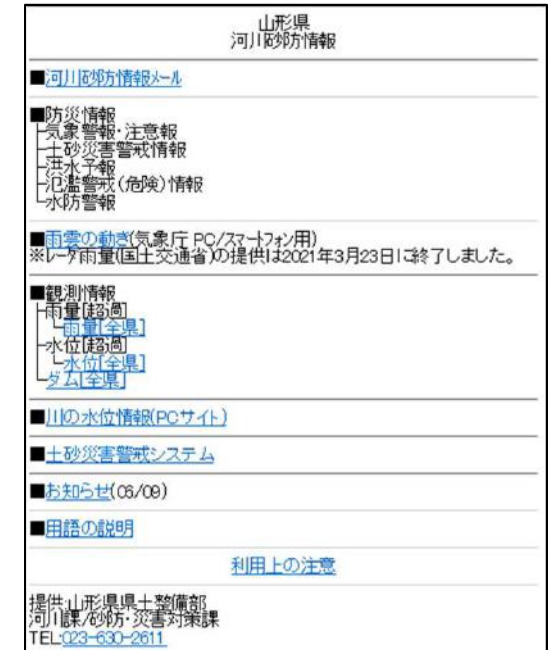 山形県
河川砂防情報
■河川砂防情報メール
■防災情報
├気象警報・注意報
├土砂災害警戒情報
├洪水予報
├氾濫警戒(危険)情報
└水防警報
■雨雲の動き(気象庁 PC/スマートフォン用)
※レーダ雨量(国土交通省)の提供は2021年3月23日に終了しました。
■観測情報
├雨量[超過]
│└雨量[全県]
├水位[超過]
│└水位[全県]
└ダム[全県]
■川の水位情報(PCサイト)
■土砂災害警戒システム
■お知らせ(06/09)
■用語の説明
利用上の注意
提供:山形県県土整備部
河川課/砂防・災害対策課
TEL:023-630-2611